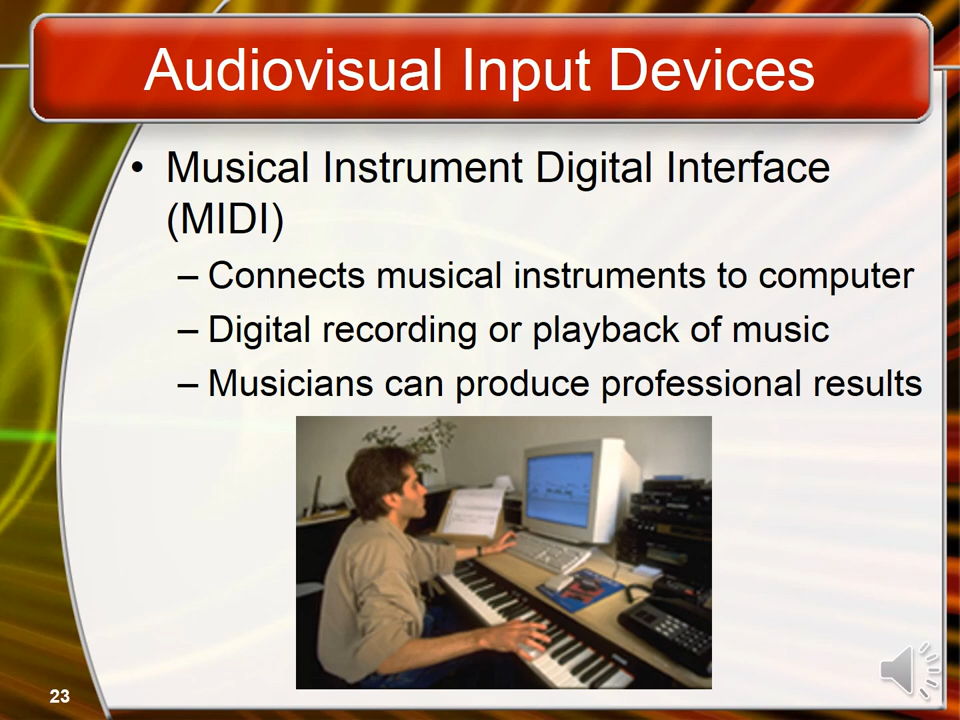 Audiovisual Input Devices
• Musical Instrument Digital Interface
(MIDI)
– Connects musical instruments to computer
– Digital recording or playback of music
– Musicians can produce professional results
23